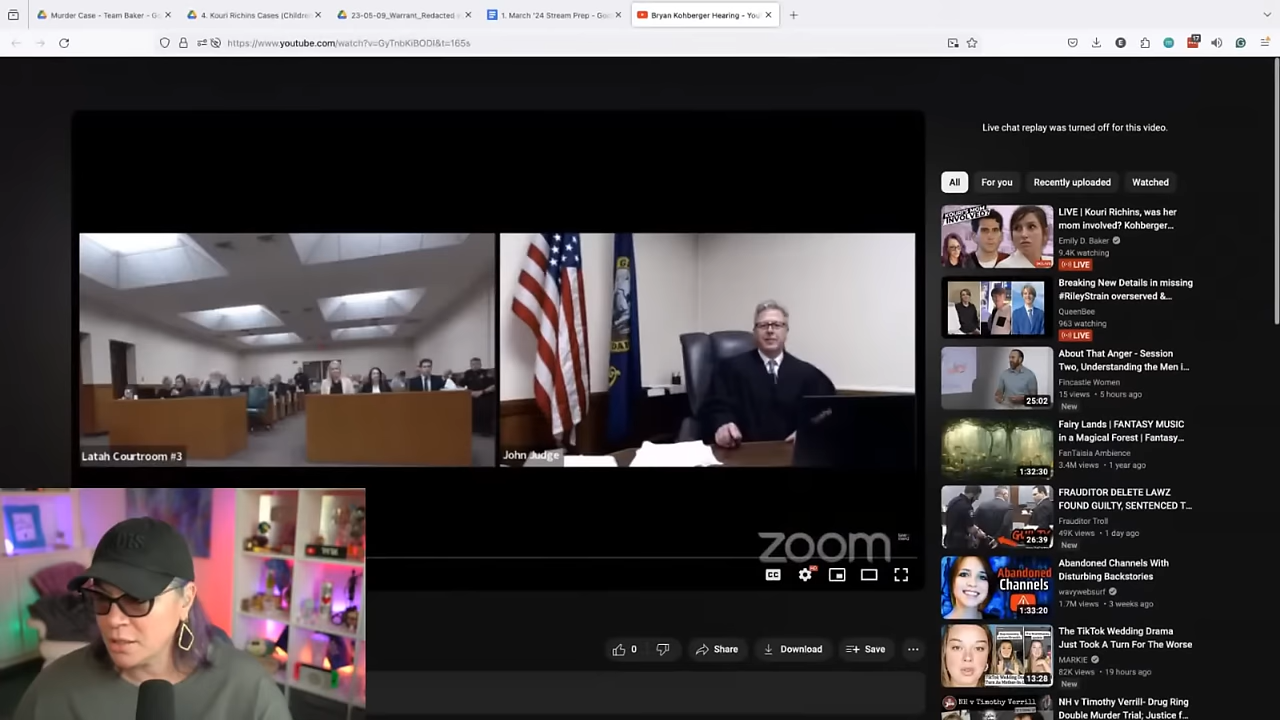 Murder Case – Team Baker - G
4. Kouri Richins Cases (Childre
23-05-09_Warrant_Redacted
1. March '24 Stream Prep - Goo
Bryan Kohberger Hearing - You
https://www.youtube.com/watch?v=GyTnbKiBODI&t=165s
17
Live chat replay was turned off for this video.
All
For you
Recently uploaded
Watched
LIVE | Kouri Richins, was her
mom involved? Kohberger...
Emily D. Baker
9.4K watching
LIVE
Breaking New Details in missing
#RileyStrain overserved &...
QueenBee
963 watching
LIVE
About That Anger - Session
Two, Understanding the Men i...
Fincastle Women
15 views • 5 hours ago
New
25:02
Fairy Lands | FANTASY MUSIC
in a Magical Forest | Fantasy...
FanTaisia Ambience
3.4M views • 1 year ago
1:32:30
FRAUDITOR DELETE LAWZ
FOUND GUILTY, SENTENCED T...
Frauditor Troll
49K views • 1 day ago
New
26:39
Abandoned Channels With
Disturbing Backstories
wavywebsurf
1.7M views • 3 weeks ago
Abandoned
Channels
1:33:20
The TikTok Wedding Drama
Just Took A Turn For The Worse
MARKIE
82K views • 19 hours ago
New
13:28
NH v Timothy Verrill- Drug Ring
Double Murder Trial; Justice f...
NH v TIMOTHY VERRILL
Latah Courtroom #3
John Judge
zoom
CC
HD
0
Share
Download
Save